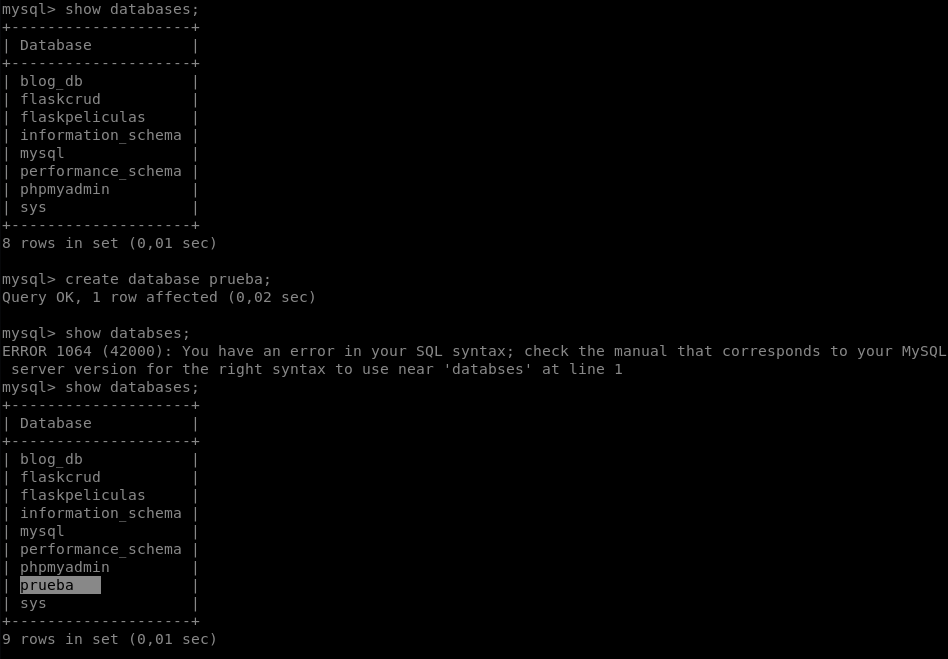 mysql> show databases;
+--------------------+
| Database           |
+--------------------+
| blog_db            |
| flaskcrud          |
| flaskpeliculas     |
| information_schema |
| mysql              |
| performance_schema |
| phpmyadmin         |
| sys                |
+--------------------+
8 rows in set (0,01 sec)

mysql> create database prueba;
Query OK, 1 row affected (0,02 sec)

mysql> show databses;
ERROR 1064 (42000): You have an error in your SQL syntax; check the manual that corresponds to your MySQL
 server version for the right syntax to use near 'databses' at line 1
mysql> show databases;
+--------------------+
| Database           |
+--------------------+
| blog_db            |
| flaskcrud          |
| flaskpeliculas     |
| information_schema |
| mysql              |
| performance_schema |
| phpmyadmin         |
| prueba             |
| sys                |
+--------------------+
9 rows in set (0,01 sec)